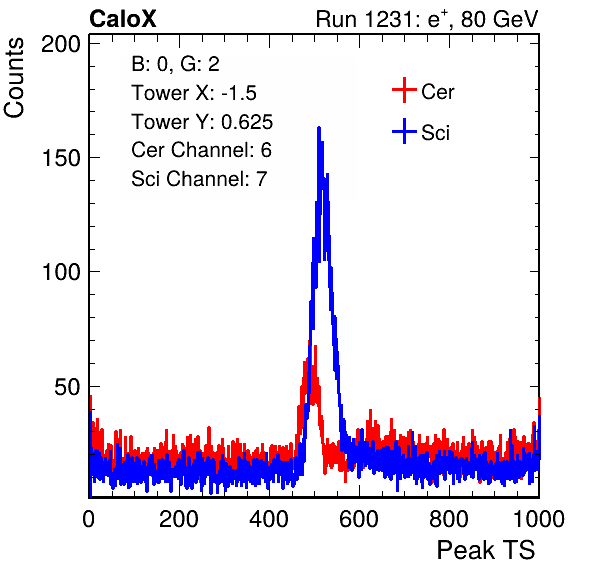 CaloX Run 1231: e⁺, 80 GeV
Counts
200
150
100
50
B: 0, G: 2
Tower X: -1.5
Tower Y: 0.625
Cer Channel: 6
Sci Channel: 7
Cer
Sci
0 200 400 600 800 1000
Peak TS